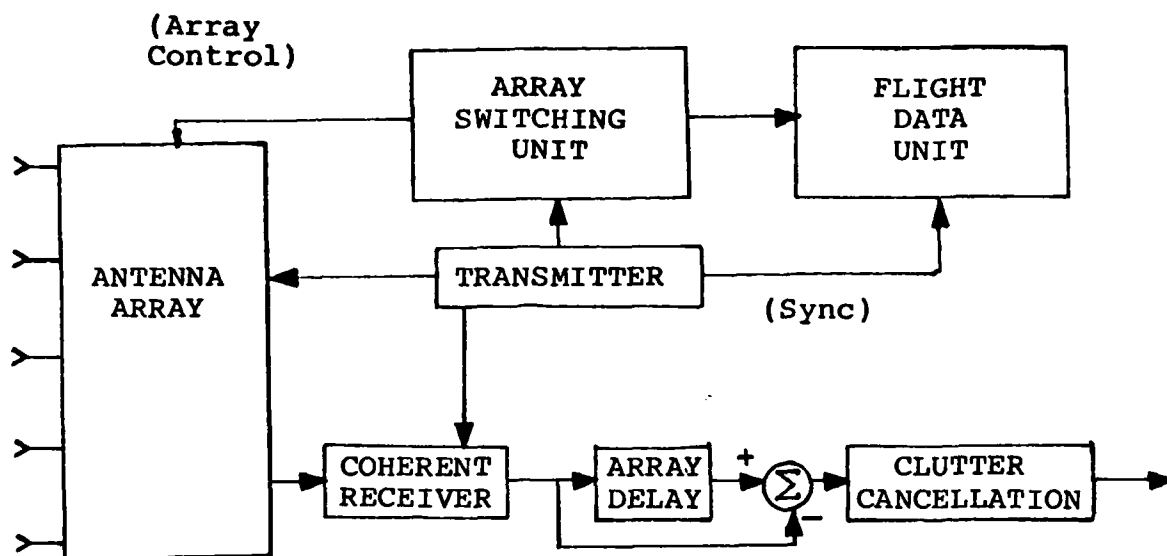 (Array
Control)
ARRAY
SWITCHING
UNIT
FLIGHT
DATA
UNIT
ANTENNA
ARRAY
TRANSMITTER
(Sync)
COHERENT
RECEIVER
ARRAY
DELAY
+
Σ
−
CLUTTER
CANCELLATION